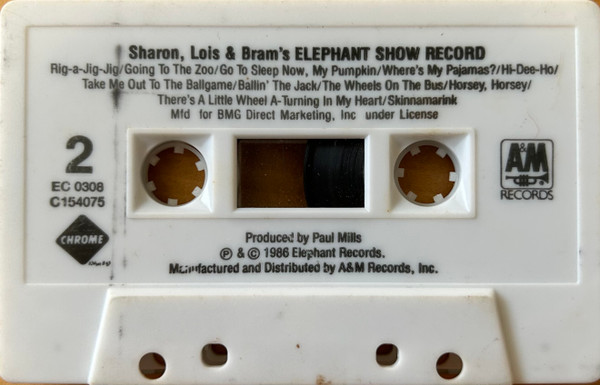 Sharon, Lois & Bram's ELEPHANT SHOW RECORD
Rig-a-Jig-Jig/Going To The Zoo/Go To Sleep Now, My Pumpkin/Where's My Pajamas?/Hi-Dee-Ho/
Take Me Out To The Ballgame/Ballin' The Jack/The Wheels On The Bus/Horsey, Horsey/
There's A Little Wheel A-Turning In My Heart/Skinnamarink
Mfd for BMG Direct Marketing, Inc under License
2
EC 0308
C154075
CHROME
A&M
RECORDS
Produced by Paul Mills
℗ & © 1986 Elephant Records.
Manufactured and Distributed by A&M Records, Inc.